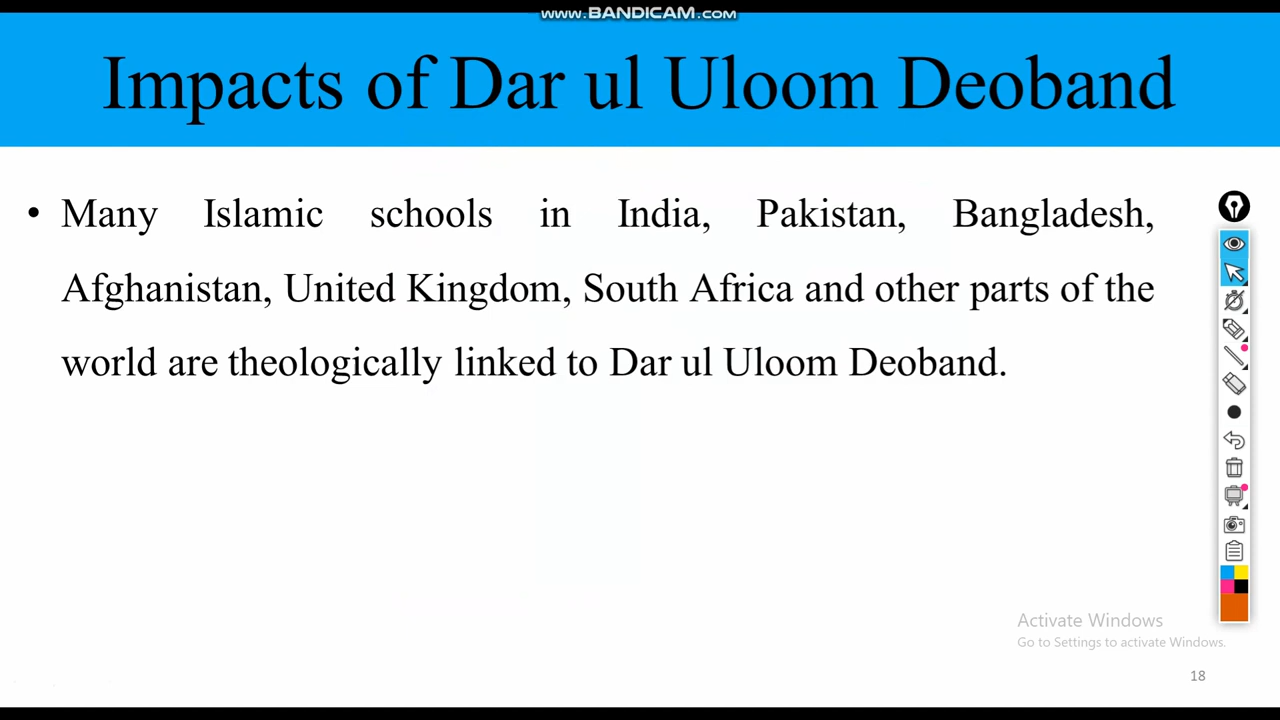 www.BANDICAM.com
Impacts of Dar ul Uloom Deoband
• Many Islamic schools in India, Pakistan, Bangladesh,
Afghanistan, United Kingdom, South Africa and other parts of the
world are theologically linked to Dar ul Uloom Deoband.
Activate Windows
Go to Settings to activate Windows.
18